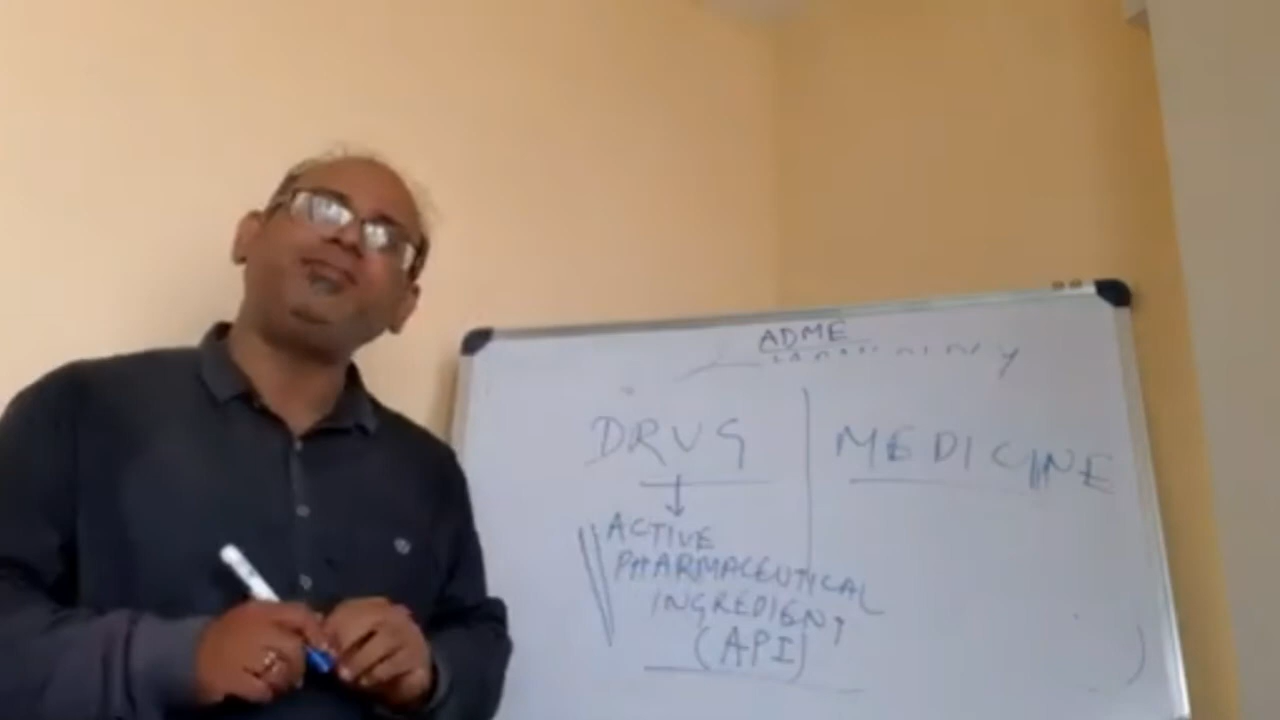 ADME
DRUG
MEDICINE
ACTIVE
PHARMACEUTICAL
INGREDIENT
(API)